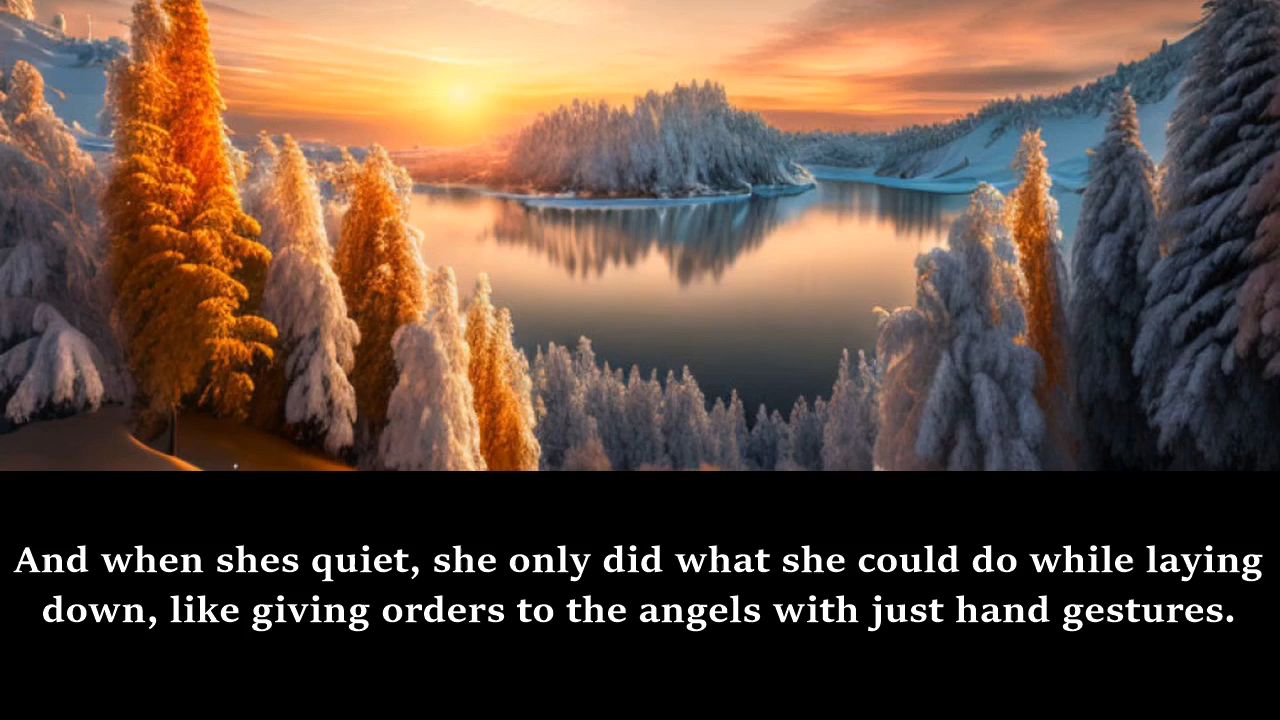 And when shes quiet, she only did what she could do while laying
down, like giving orders to the angels with just hand gestures.